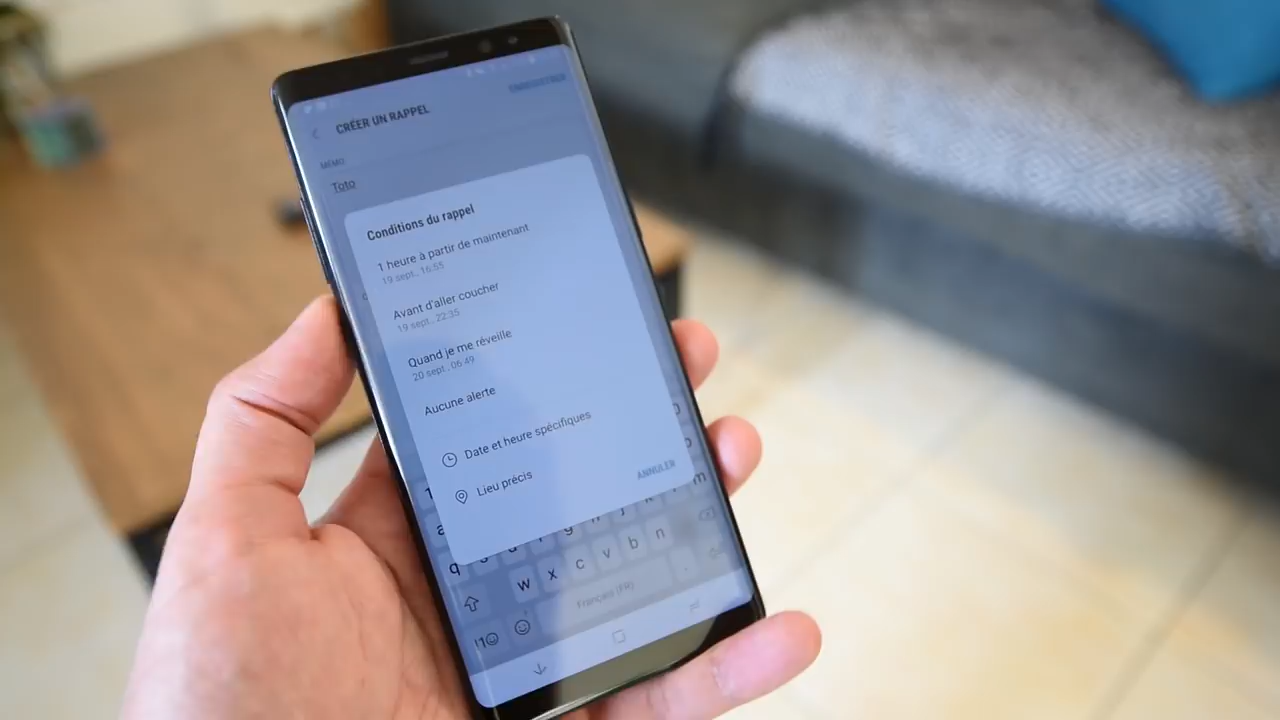 CRÉER UN RAPPEL
ENREGISTRER
MÉMO
Toto
Conditions du rappel
1 heure à partir de maintenant
19 sept., 16:55
Avant d'aller coucher
19 sept., 22:35
Quand je me réveille
20 sept., 06:49
Aucune alerte
Date et heure spécifiques
Lieu précis
ANNULER
w x c v b n
Français (FR)